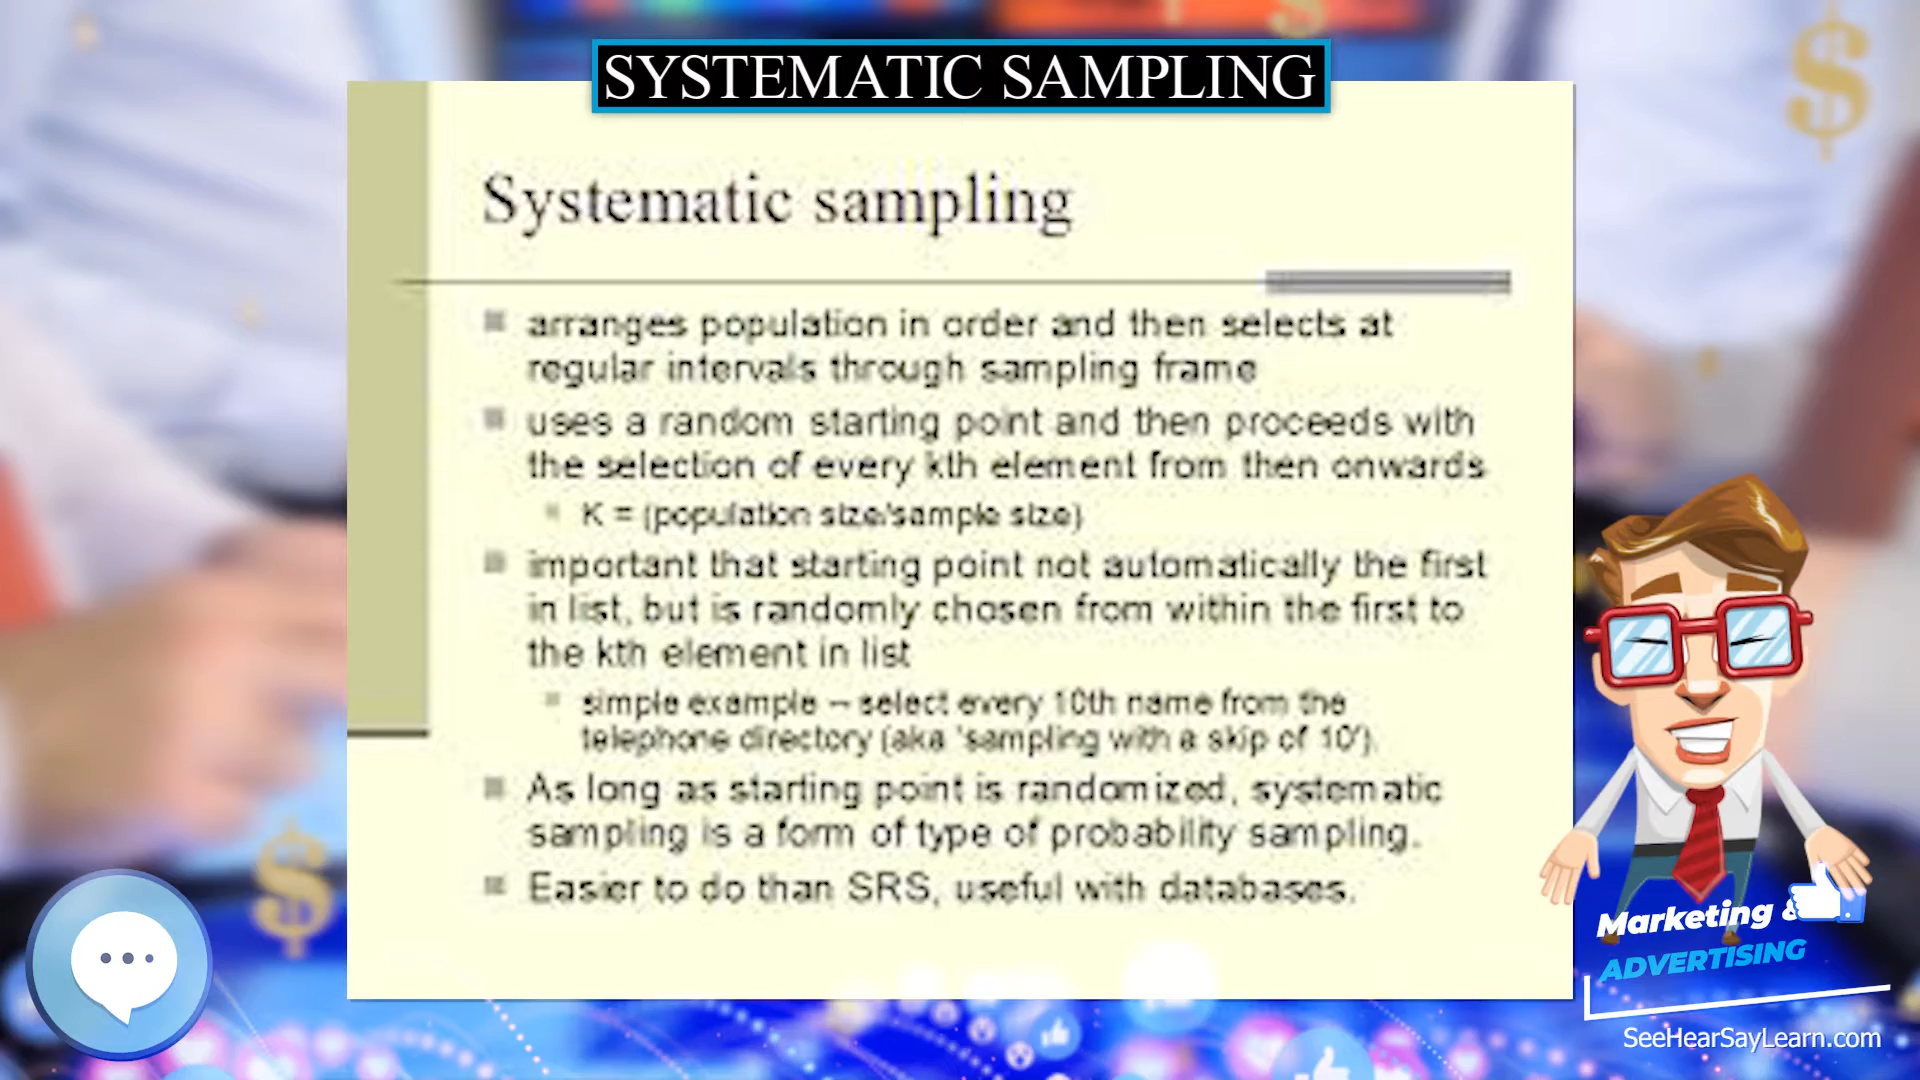 SYSTEMATIC SAMPLING
Systematic sampling
arranges population in order and then selects at
regular intervals through sampling frame
uses a random starting point and then proceeds with
the selection of every kth element from then onwards
K = (population size/sample size)
important that starting point not automatically the first
in list, but is randomly chosen from within the first to
the kth element in list
simple example – select every 10th name from the
telephone directory (aka 'sampling with a skip of 10').
As long as starting point is randomized, systematic
sampling is a form of type of probability sampling.
Easier to do than SRS, useful with databases.
Marketing &
ADVERTISING
SeeHearSayLearn.com